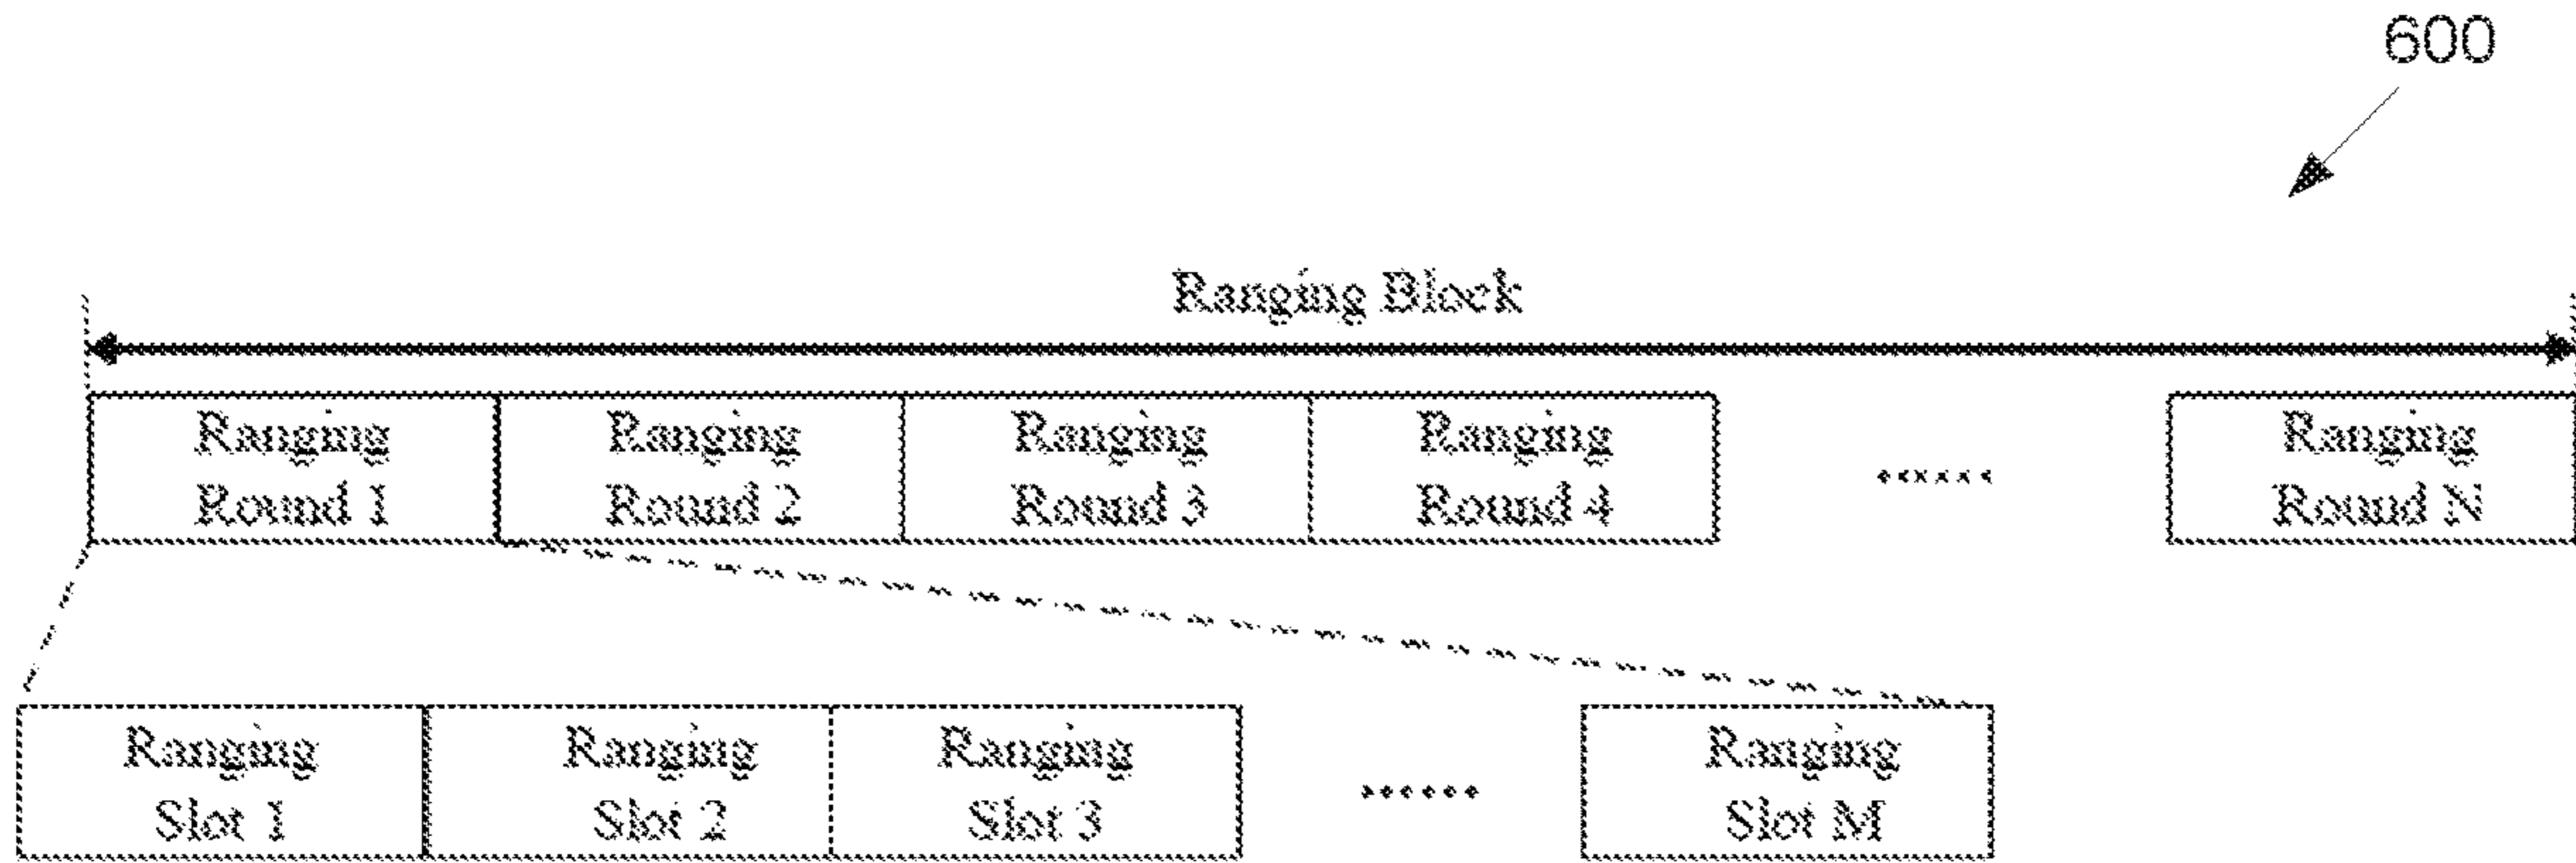 600
Ranging Block
Ranging Ranging Ranging Ranging Ranging
Round 1 Round 2 Round 3 Round 4 ...... Round N
Ranging Ranging Ranging Ranging
Slot 1 Slot 2 Slot 3 ...... Slot M